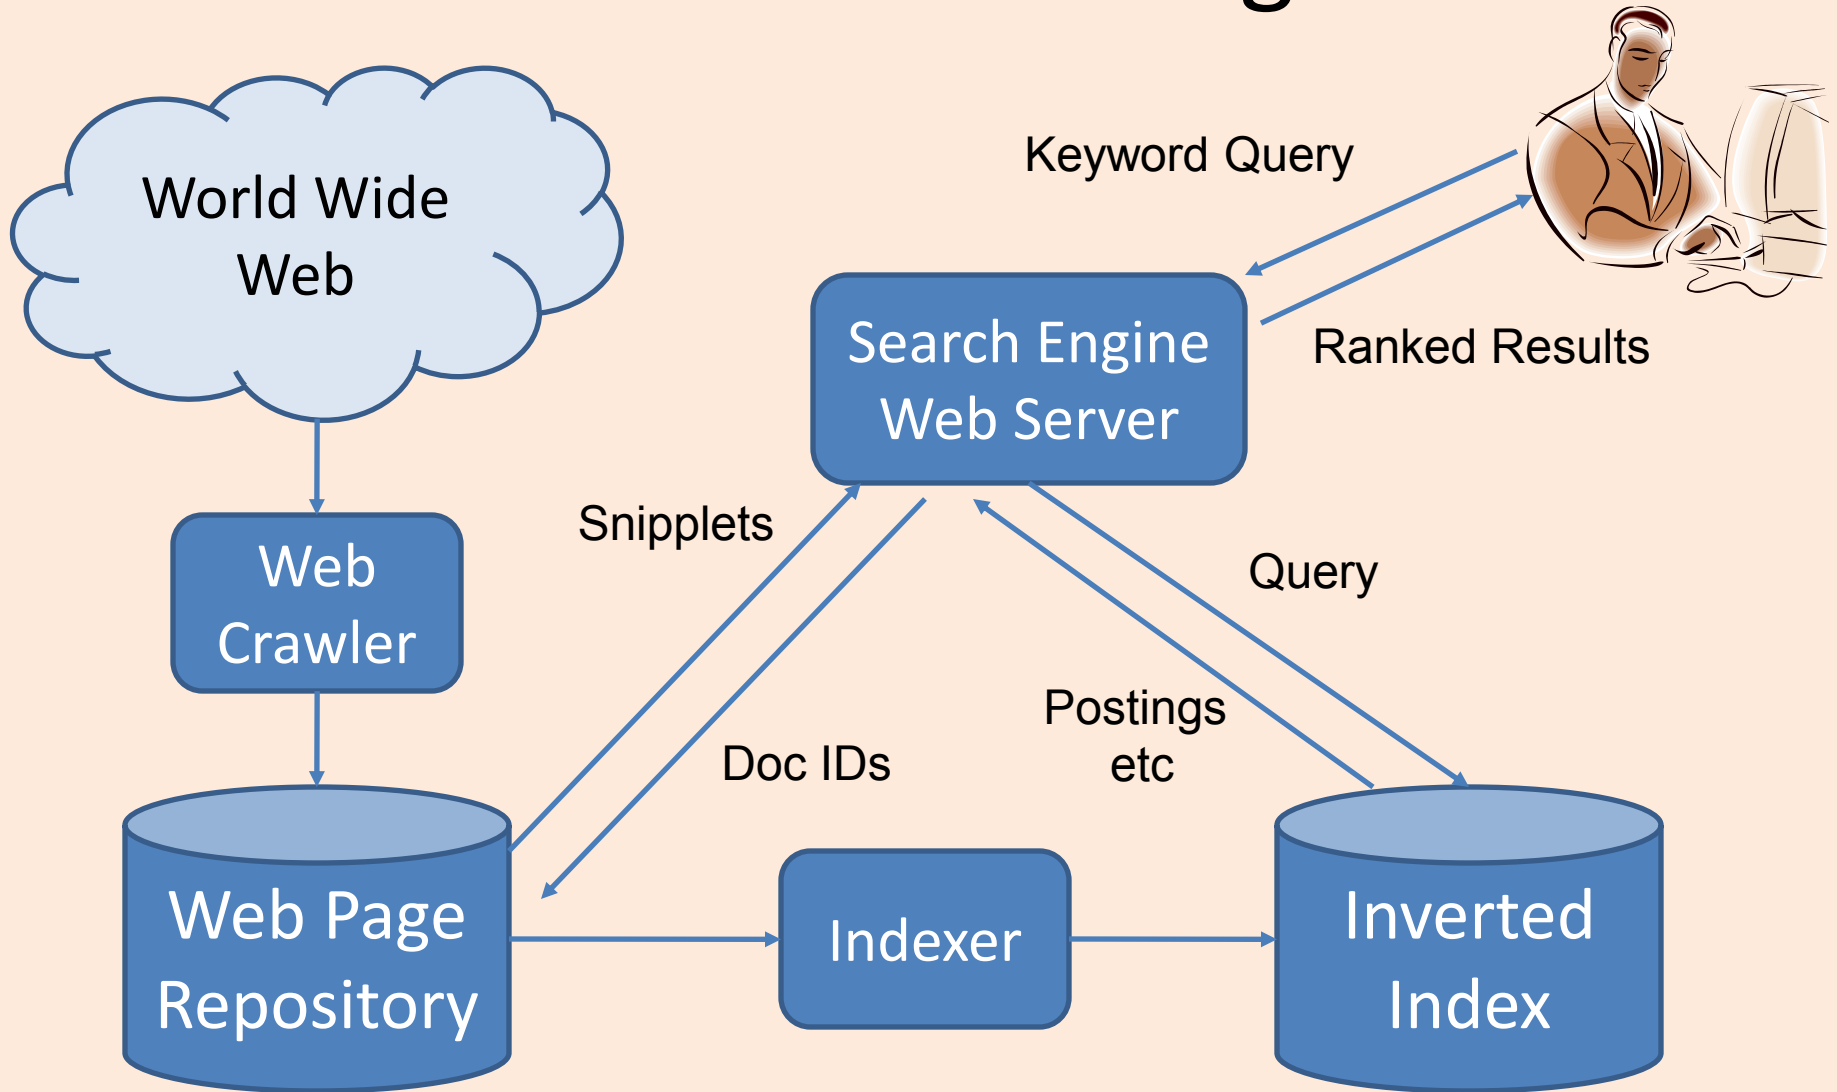 Keyword Query
World Wide
Web
Search Engine
Web Server
Ranked Results
Snipplets
Web
Crawler
Query
Postings
etc
Doc IDs
Web Page
Repository
Indexer
Inverted
Index